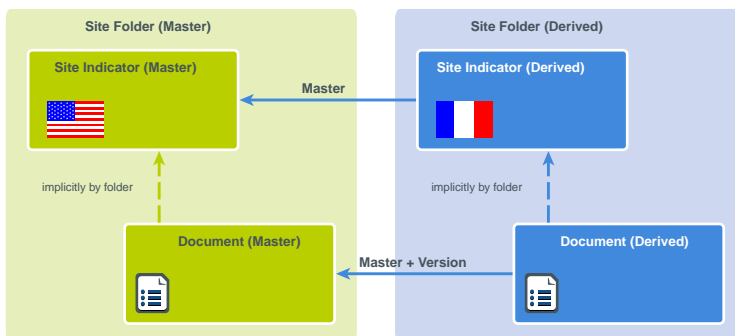 Site Folder (Master)
Site Folder (Derived)
Site Indicator (Master)
Site Indicator (Derived)
Master
implicitly by folder
implicitly by folder
Document (Master)
Document (Derived)
Master + Version